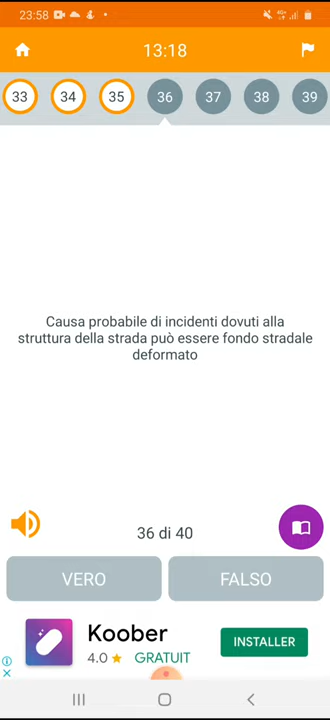 23:58
13:18
33 34 35 36 37 38 39
Causa probabile di incidenti dovuti alla
struttura della strada può essere fondo stradale
deformato
36 di 40
VERO FALSO
Koober
4.0 ★ GRATUIT
INSTALLER